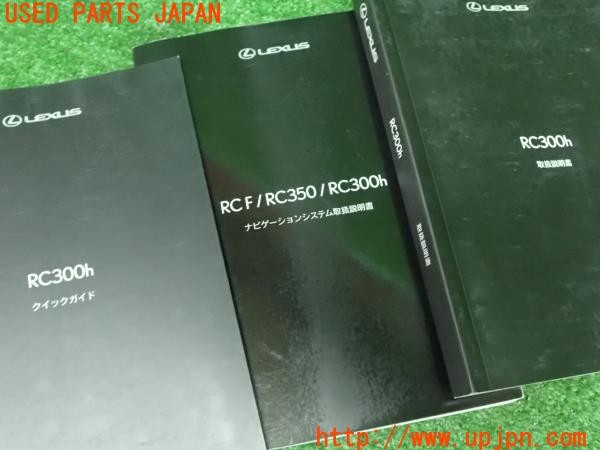 USED PARTS JAPAN
LEXUS
RC300h
クイックガイド
LEXUS
RC F / RC350 / RC300h
ナビゲーションシステム取扱説明書
LEXUS
RC300h
取扱説明書
LEXUS
RC300h
取扱説明書
http://www.upjpn.com